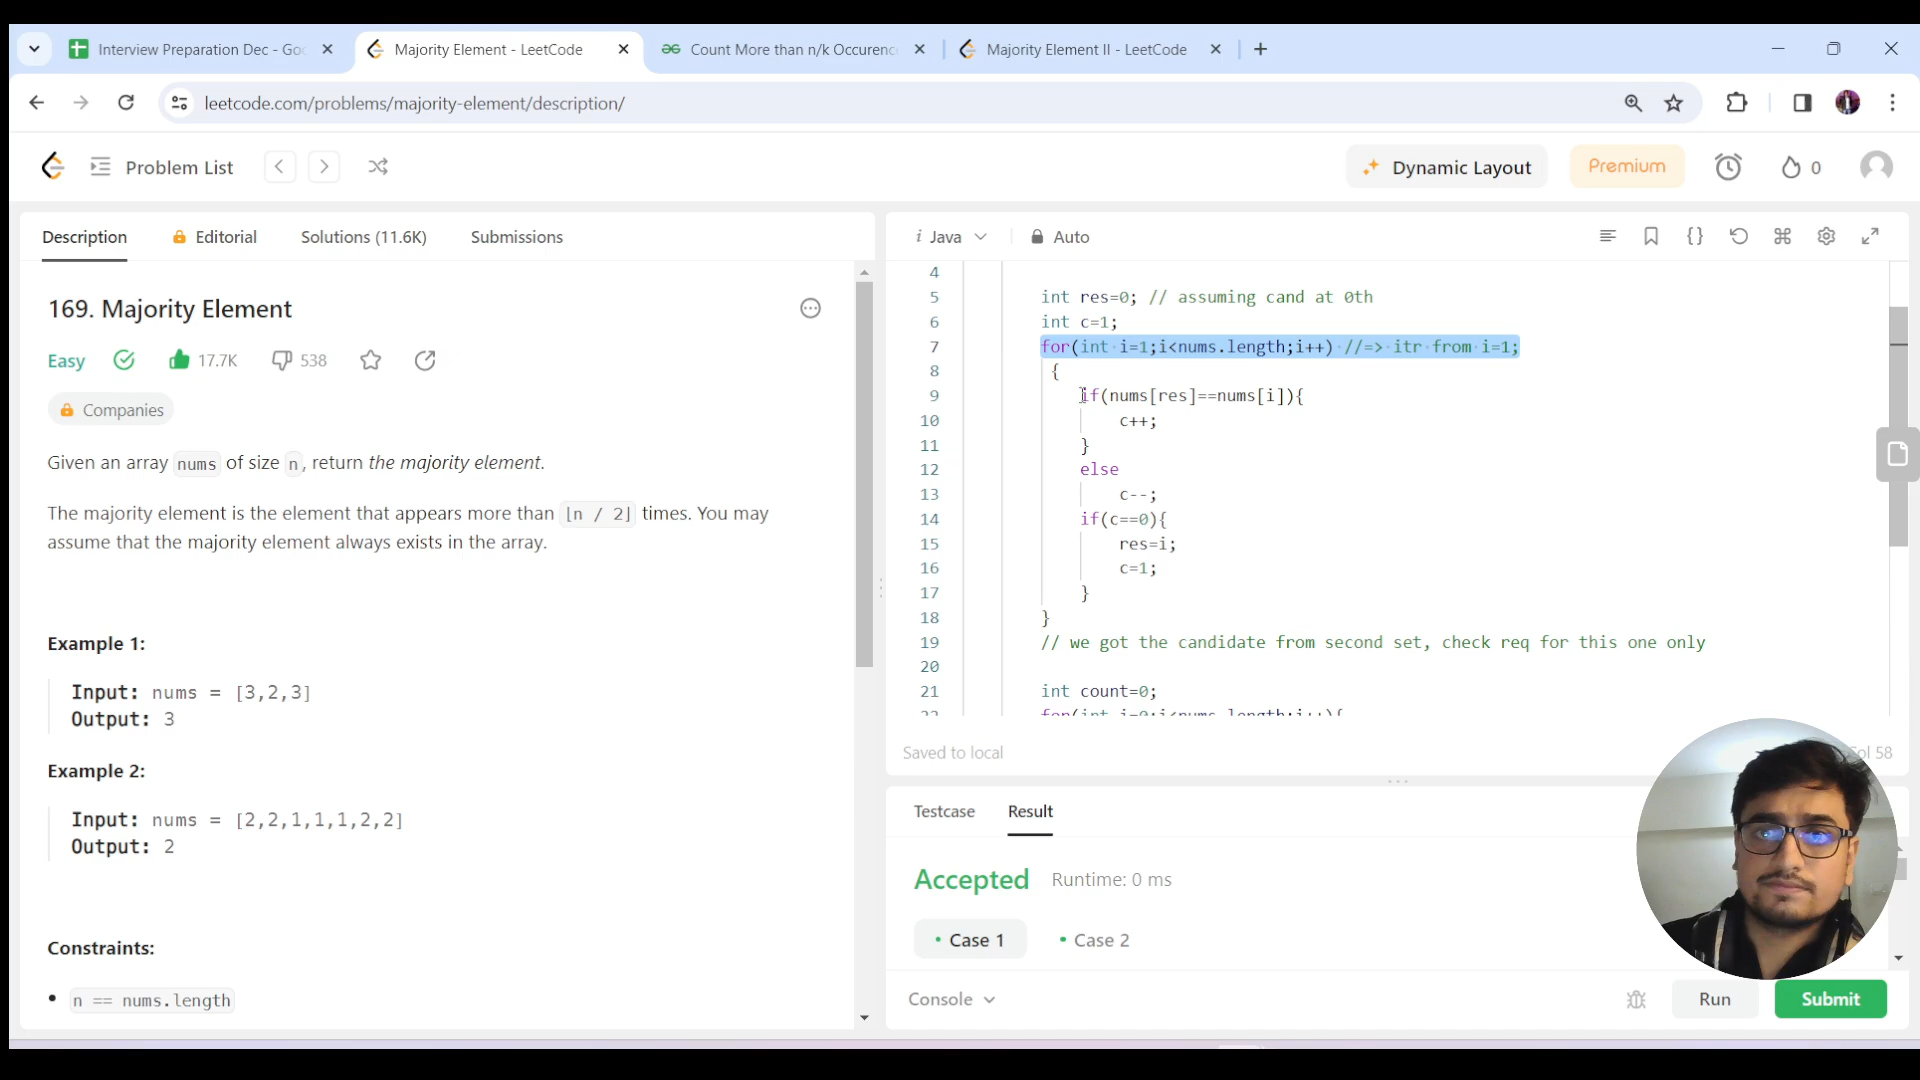 Interview Preparation Dec - Goo
Majority Element - LeetCode
Count More than n/k Occurenc
Majority Element II - LeetCode
leetcode.com/problems/majority-element/description/
Problem List
Dynamic Layout
Premium
0
Description
Editorial
Solutions (11.6K)
Submissions
169. Majority Element
Easy
17.7K
538
Companies
Given an array nums of size n, return the majority element.
The majority element is the element that appears more than ⌊n / 2⌋ times. You may
assume that the majority element always exists in the array.
Example 1:
Input: nums = [3,2,3]
Output: 3
Example 2:
Input: nums = [2,2,1,1,1,2,2]
Output: 2
Constraints:
• n == nums.length
i Java
Auto
4
5 int res=0; // assuming cand at 0th
6 int c=1;
7 for(int i=1;i<nums.length;i++) //=> itr from i=1;
8 {
9 if(nums[res]==nums[i]){
10 c++;
11 }
12 else
13 c--;
14 if(c==0){
15 res=i;
16 c=1;
17 }
18 }
19 // we got the candidate from second set, check req for this one only
20
21 int count=0;
22 for(int i=0;i<nums.length;i++){
Saved to local
Col 58
Testcase
Result
Accepted
Runtime: 0 ms
• Case 1
• Case 2
Console
Run
Submit